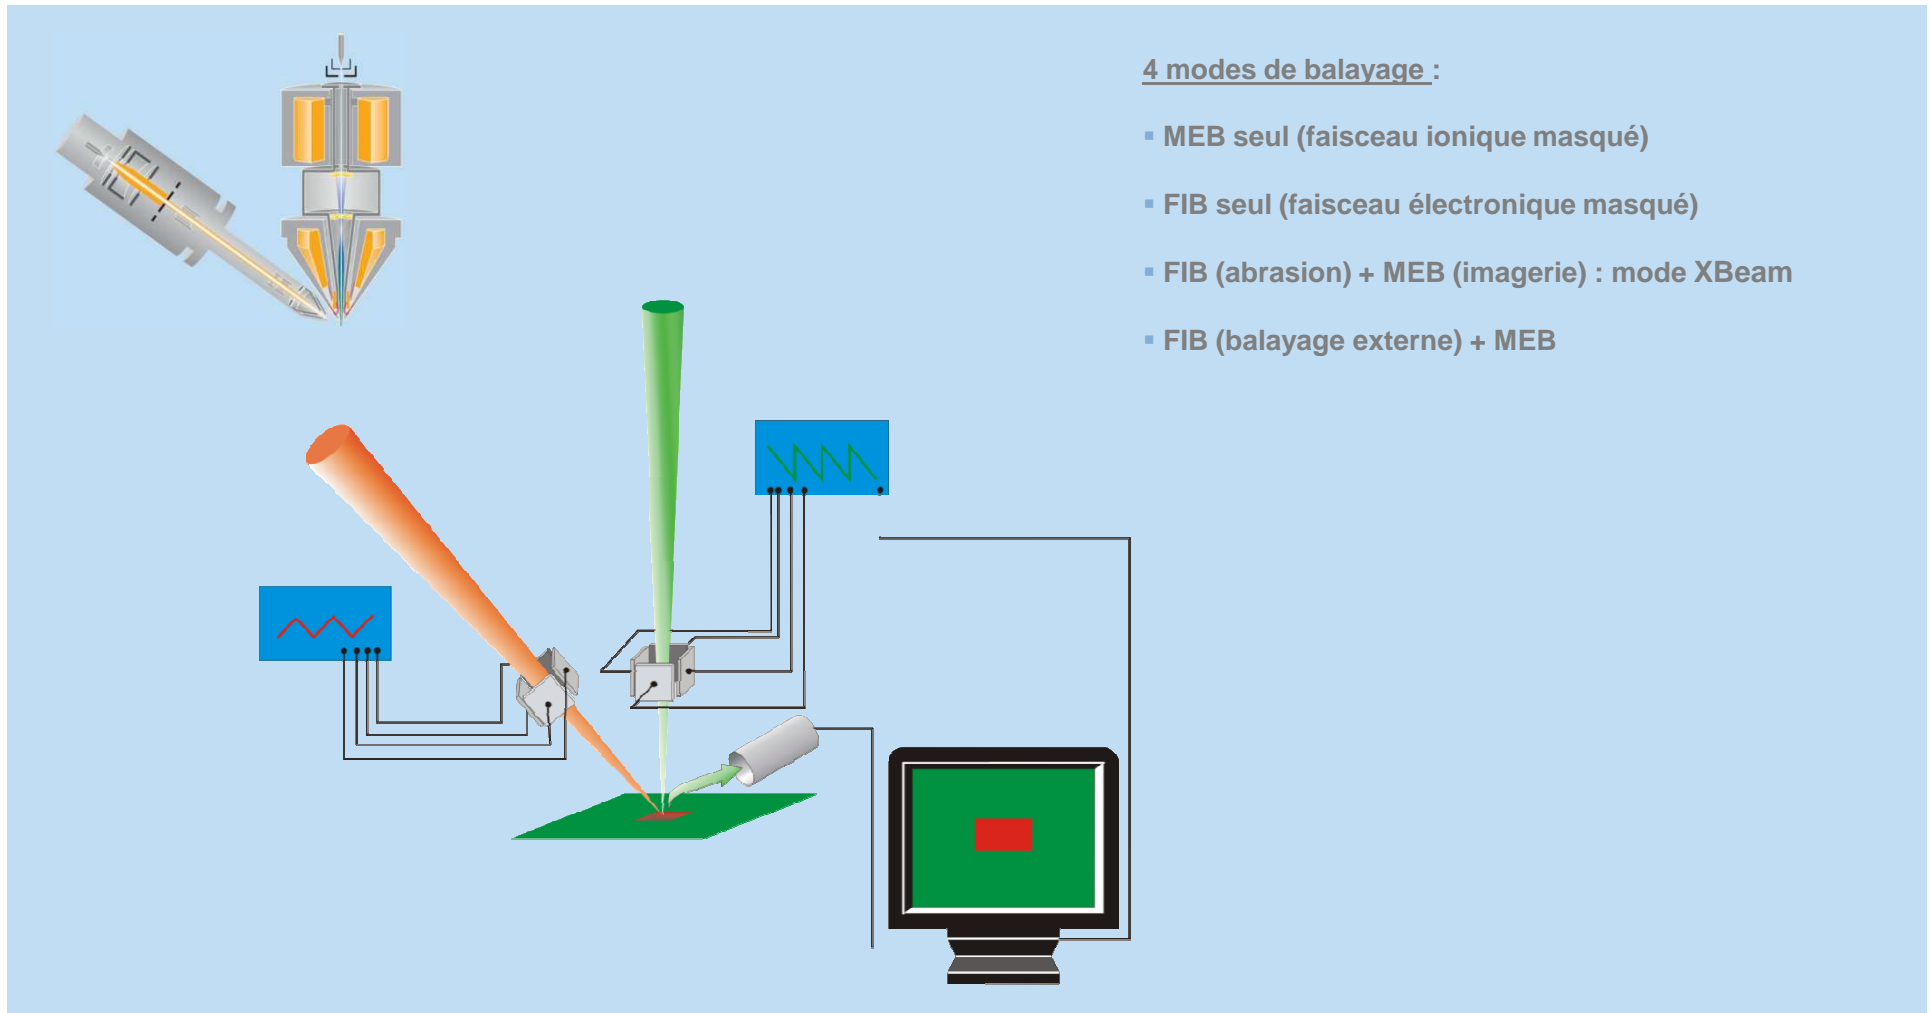 4 modes de balayage :
▪ MEB seul (faisceau ionique masqué)
▪ FIB seul (faisceau électronique masqué)
▪ FIB (abrasion) + MEB (imagerie) : mode XBeam
▪ FIB (balayage externe) + MEB